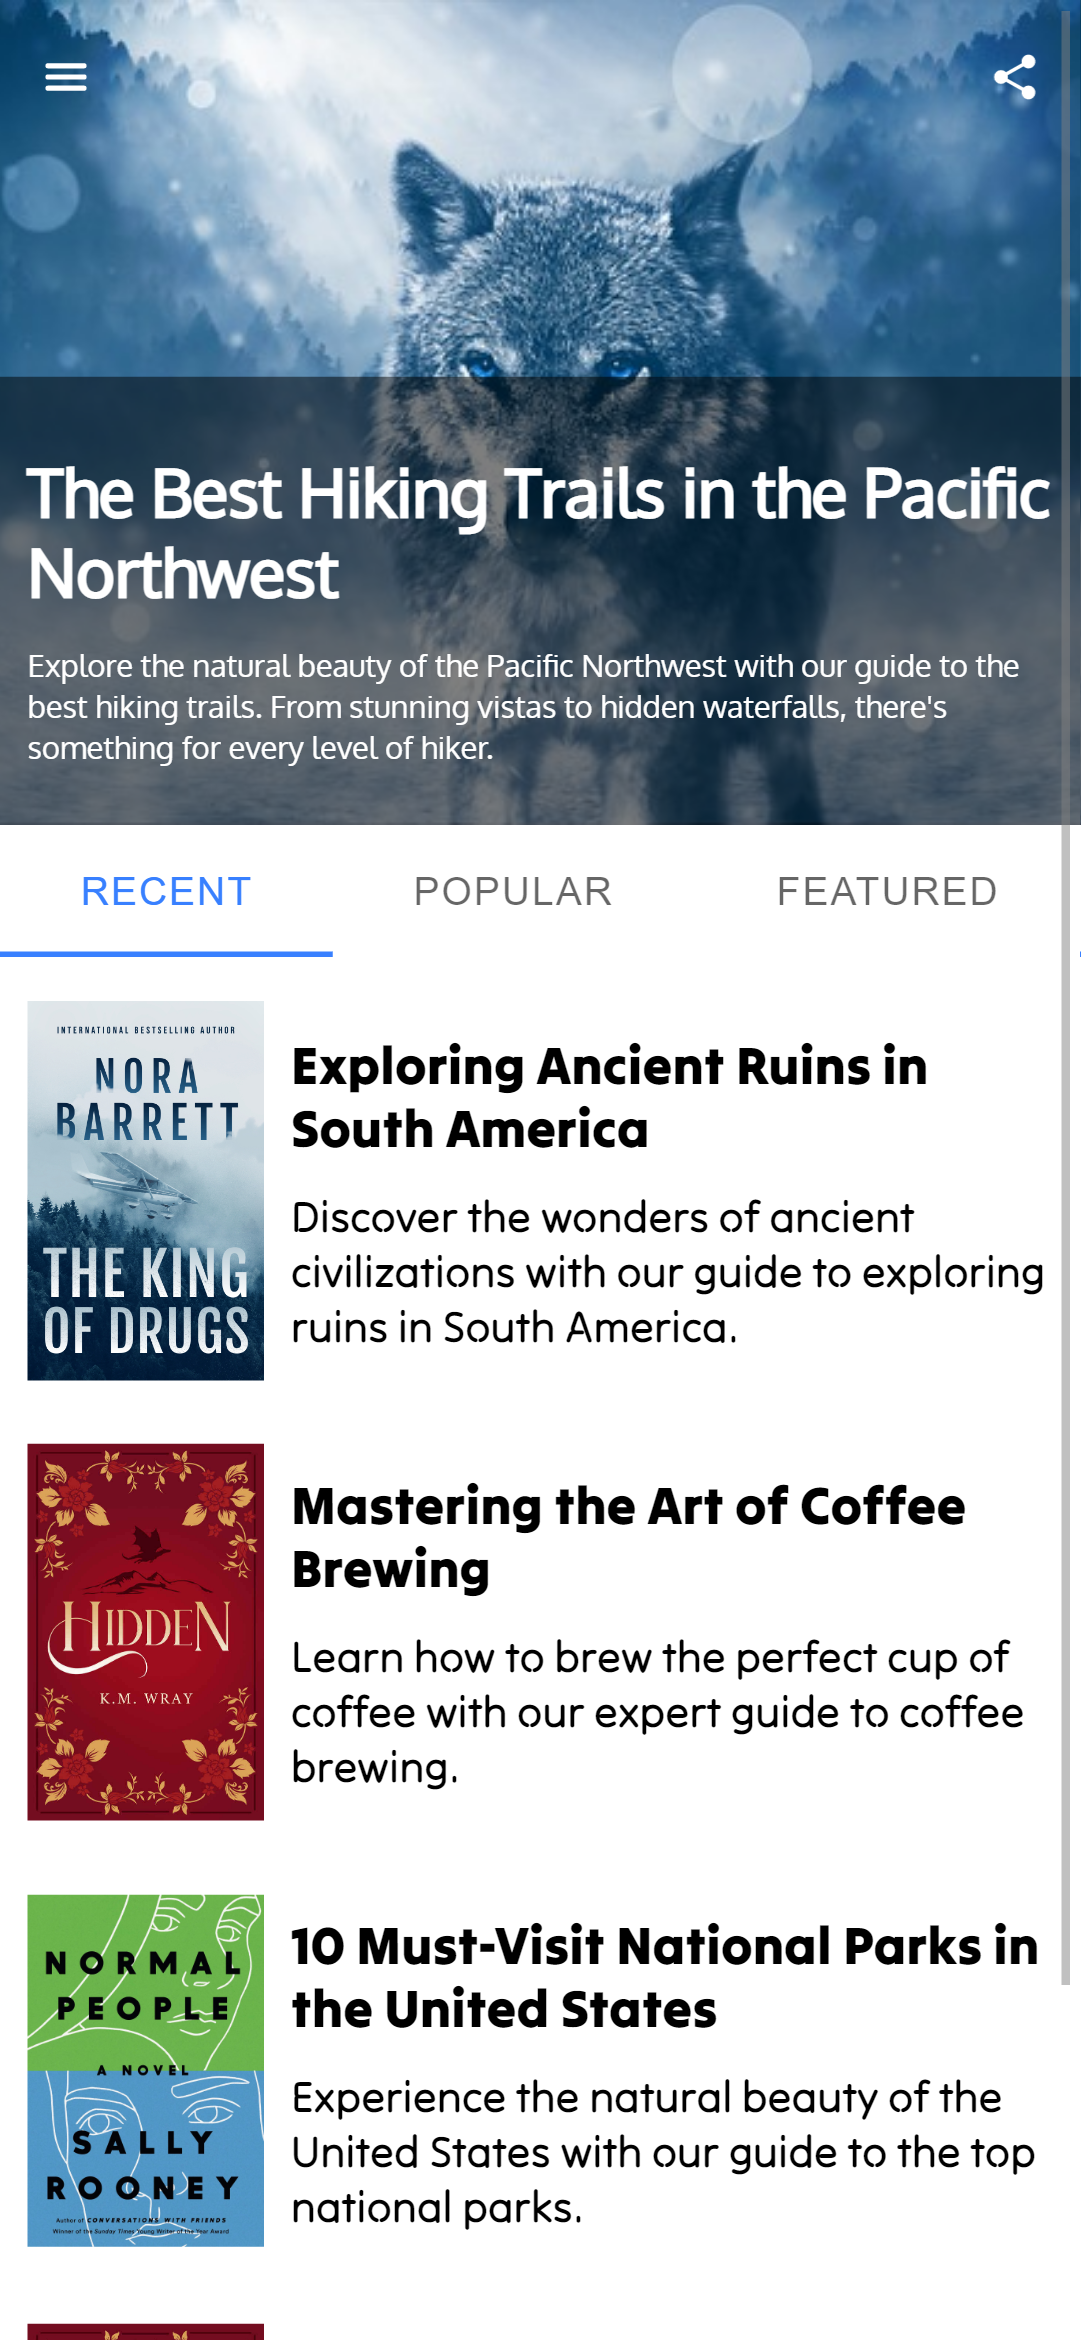 The Best Hiking Trails in the Pacific
Northwest
Explore the natural beauty of the Pacific Northwest with our guide to the
best hiking trails. From stunning vistas to hidden waterfalls, there's
something for every level of hiker.
RECENT POPULAR FEATURED
INTERNATIONAL BESTSELLING AUTHOR
NORA
BARRETT
THE KING
OF DRUGS
Exploring Ancient Ruins in
South America
Discover the wonders of ancient
civilizations with our guide to exploring
ruins in South America.
HIDDEN
K.M. WRAY
Mastering the Art of Coffee
Brewing
Learn how to brew the perfect cup of
coffee with our expert guide to coffee
brewing.
NORMAL
PEOPLE
A NOVEL
SALLY
ROONEY
Author of CONVERSATIONS WITH FRIENDS
Winner of the Sunday Times Young Writer of the Year Award
10 Must-Visit National Parks in
the United States
Experience the natural beauty of the
United States with our guide to the top
national parks.